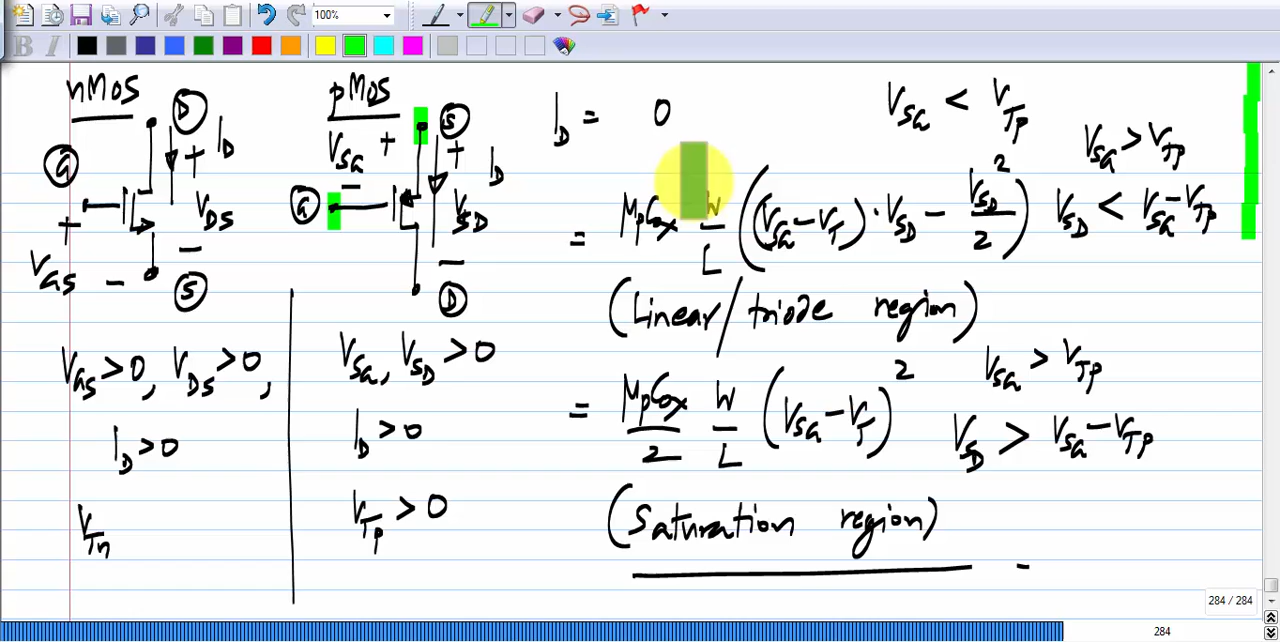 100%
nMOS
D
I_D
G
+
V_DS
+
−
V_GS −
S
V_GS > 0, V_DS > 0,
I_D > 0
V_Tn
pMOS
V_SG +
S
+
I_D
−
G
V_SD
−
D
V_SG, V_SD > 0
I_D > 0
V_Tp > 0
I_D = 0
V_SG < V_Tp
V_SG > V_Tp
= μpCox W/L ((V_SG − V_T)·V_SD − V_SD²/2)
V_SD < V_SG − V_Tp
(Linear/triode region)
V_SG > V_Tp
= μpCox/2 W/L (V_SG − V_T)²
V_SD > V_SG − V_Tp
(Saturation region)
284 / 284
284